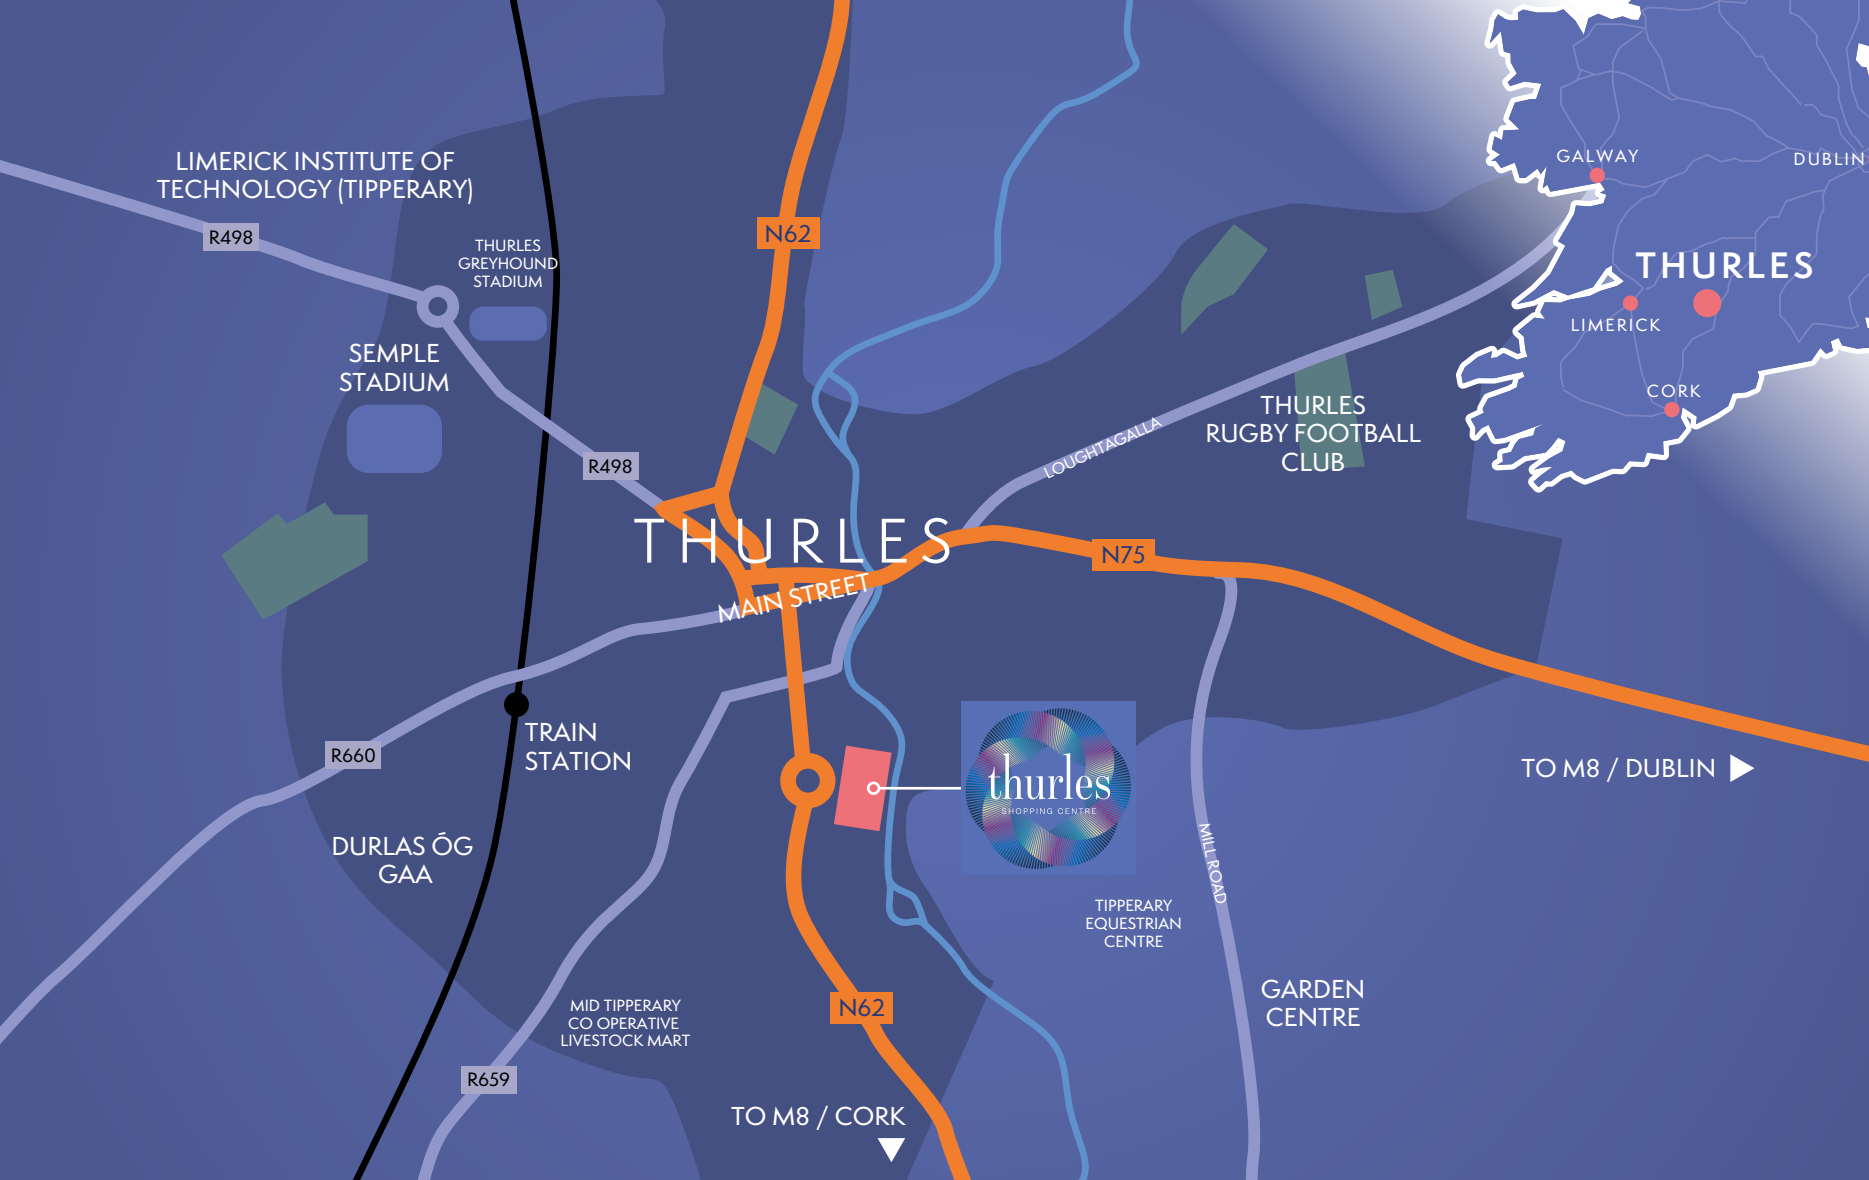 GALWAY
DUBLIN
LIMERICK INSTITUTE OF
TECHNOLOGY (TIPPERARY)
R498
N62
THURLES
GREYHOUND
STADIUM
THURLES
LIMERICK
SEMPLE
STADIUM
CORK
THURLES
RUGBY FOOTBALL
CLUB
LOUGHTAGALLA
R498
THURLES
N75
MAIN STREET
TRAIN
STATION
R660
thurles
SHOPPING CENTRE
TO M8 / DUBLIN
DURLAS ÓG
GAA
MILL ROAD
TIPPERARY
EQUESTRIAN
CENTRE
GARDEN
CENTRE
MID TIPPERARY
CO OPERATIVE
LIVESTOCK MART
N62
R659
TO M8 / CORK